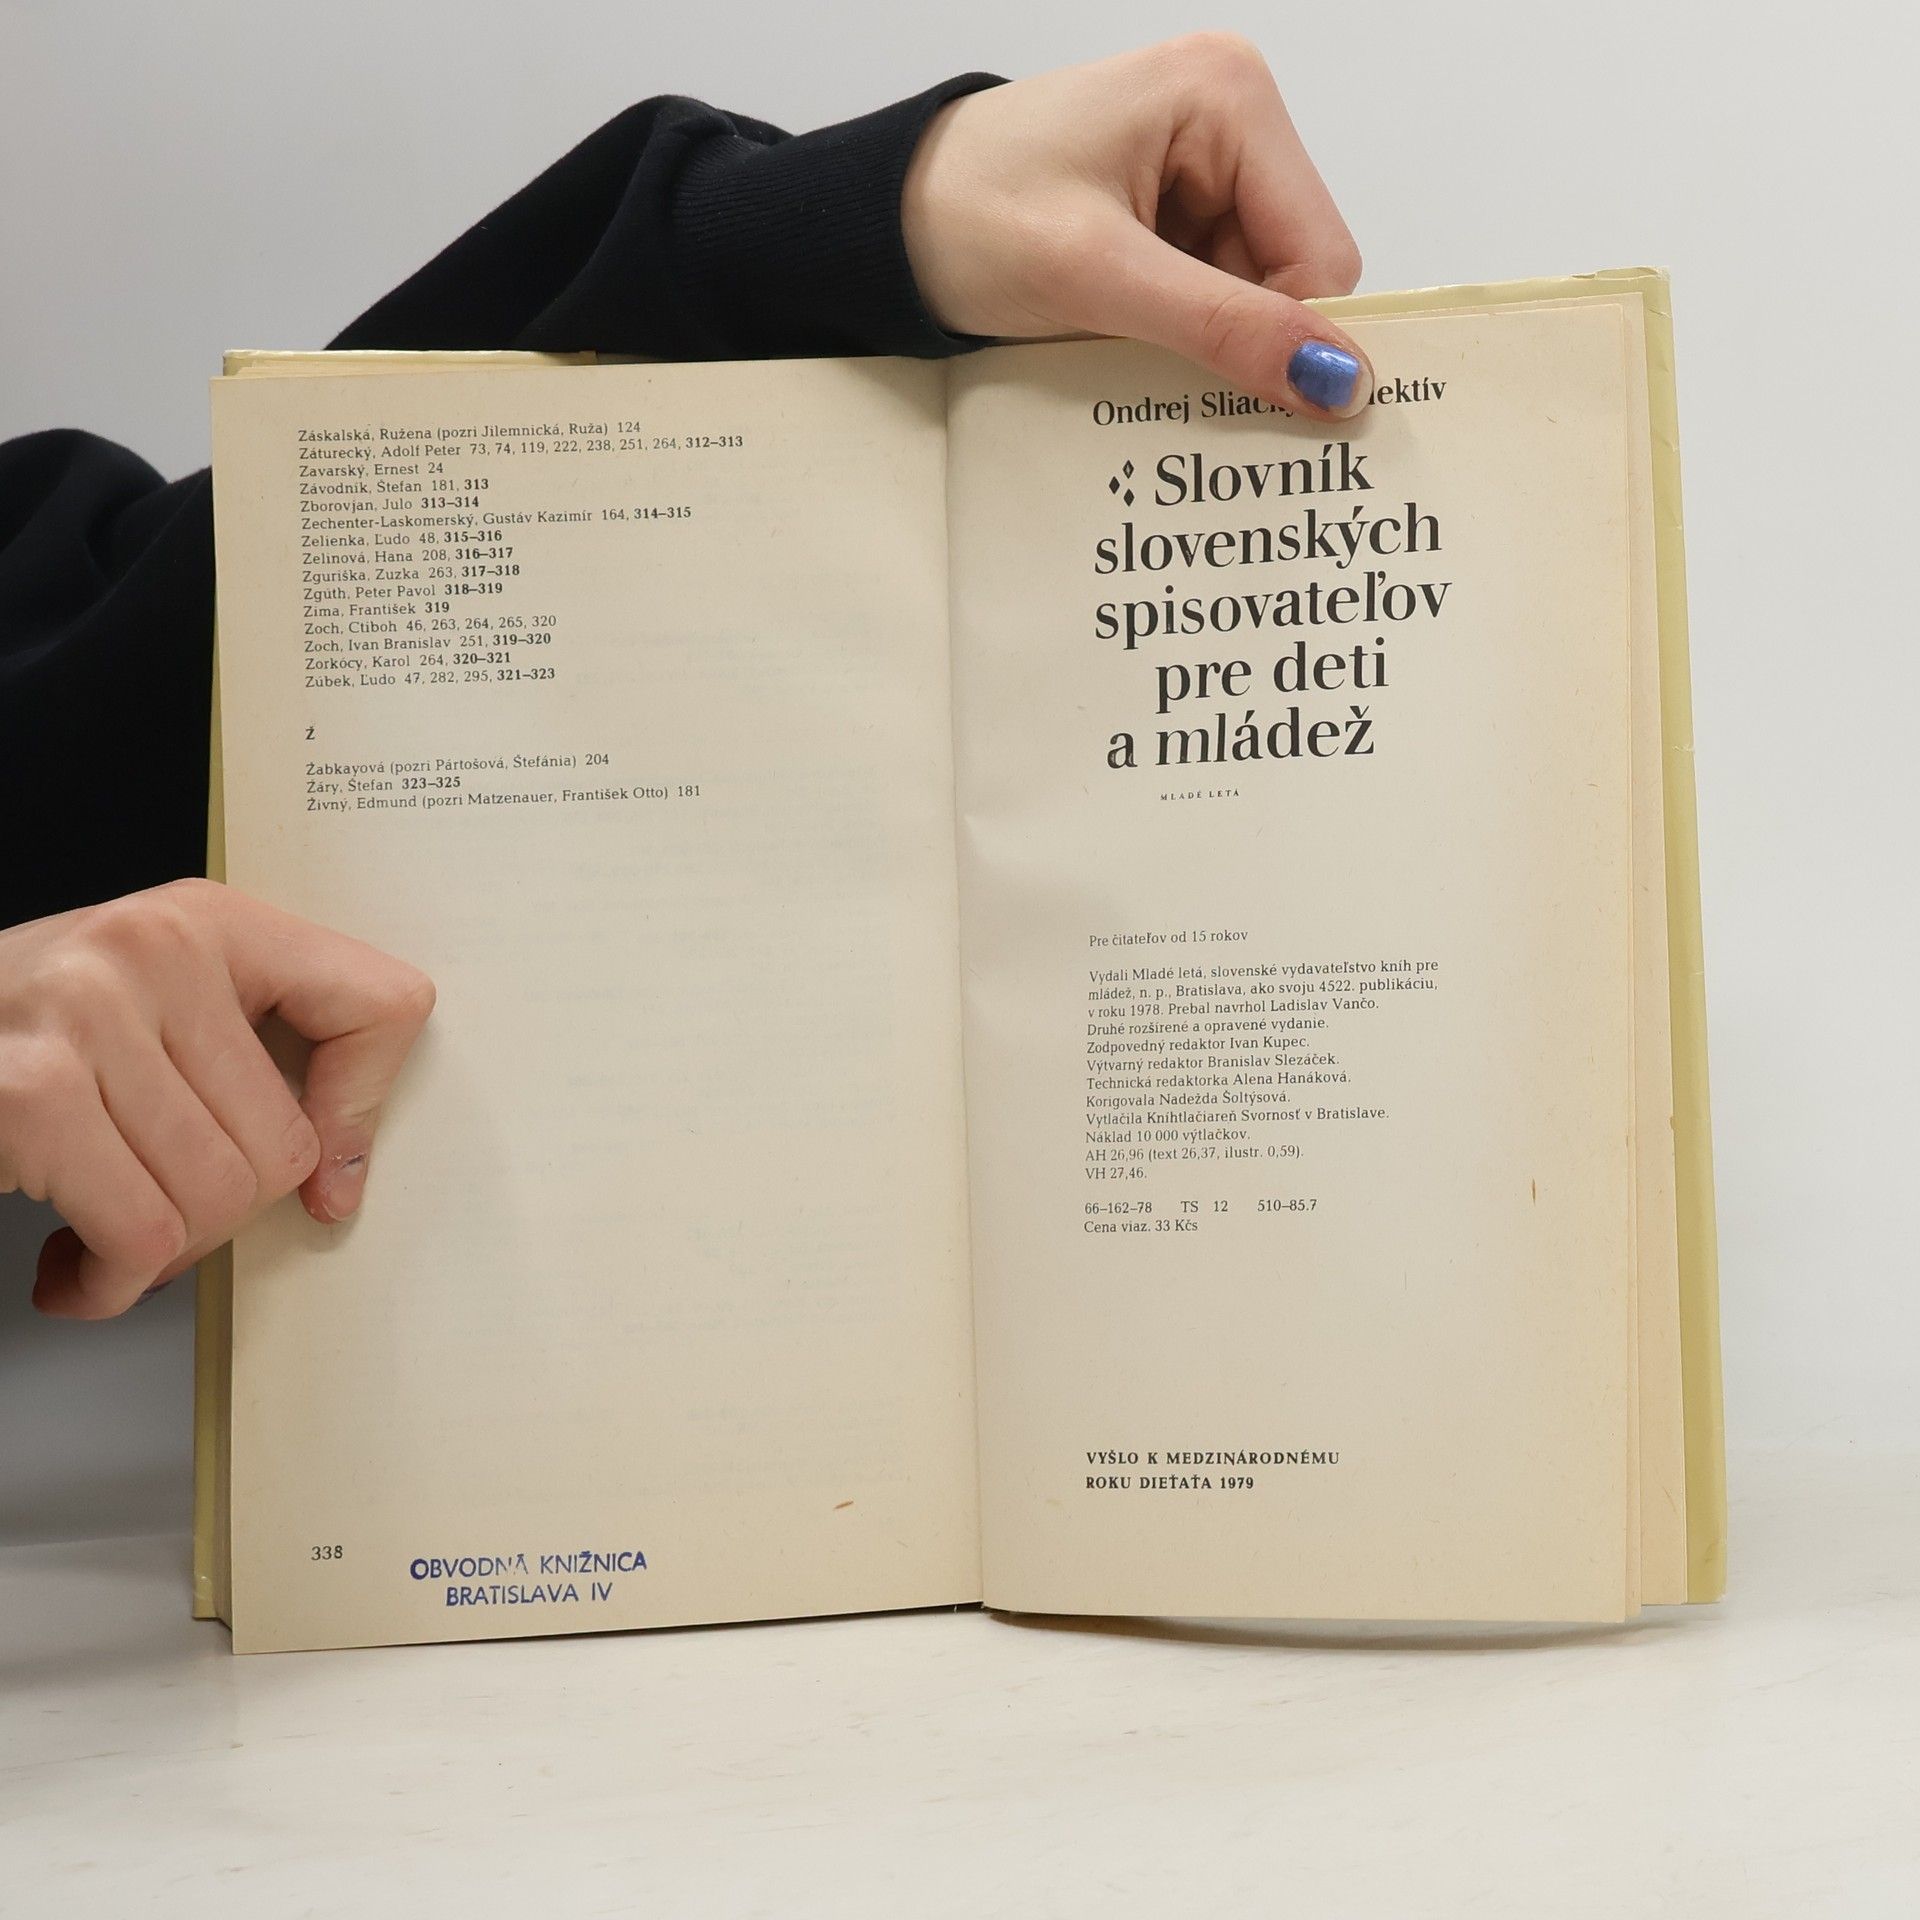 Záskalská, Ružena (pozri Jilemnická, Ruža) 124
Záturecký, Adolf Peter 73, 74, 119, 222, 238, 251, 264, 312–313
Zavarský, Ernest 24
Závodník, Štefan 181, 313
Zborovjan, Julo 313–314
Zechenter-Laskomerský, Gustáv Kazimír 164, 314–315
Zelienka, Ľudo 48, 315–316
Zelinová, Hana 208, 316–317
Zguriška, Zuzka 263, 317–318
Zgúth, Peter Pavol 318–319
Zima, František 319
Zoch, Ctiboh 46, 263, 264, 265, 320
Zoch, Ivan Branislav 251, 319–320
Zorkócy, Karol 264, 320–321
Zúbek, Ľudo 47, 282, 295, 321–323
Ž
Žabkayová (pozri Pártošová, Štefánia) 204
Žáry, Štefan 323–325
Živný, Edmund (pozri Matzenauer, František Otto) 181
338
OBVODNÁ KNIŽNICA
BRATISLAVA IV
Ondrej
Slovník
slovenských
spisovateľov
pre deti
a mládež
MLADÉ LETÁ
Pre čitateľov od 15 rokov
Vydali Mladé letá, slovenské vydavateľstvo kníh pre
mládež, n. p., Bratislava, ako svoju 4522. publikáciu,
v roku 1978. Prebal navrhol Ladislav Vančo.
Druhé rozšírené a opravené vydanie.
Zodpovedný redaktor Ivan Kupec.
Výtvarný redaktor Branislav Slezáček.
Technická redaktorka Alena Hanáková.
Korigovala Nadežda Šoltýsová.
Vytlačila Kníhtlačiareň Svornosť v Bratislave.
Náklad 10 000 výtlačkov.
AH 26,96 (text 26,37, ilustr. 0,59).
VH 27,46.
66–162–78 TS 12 510–85.7
Cena viaz. 33 Kčs
VYŠLO K MEDZINÁRODNÉMU
ROKU DIEŤAŤA 1979